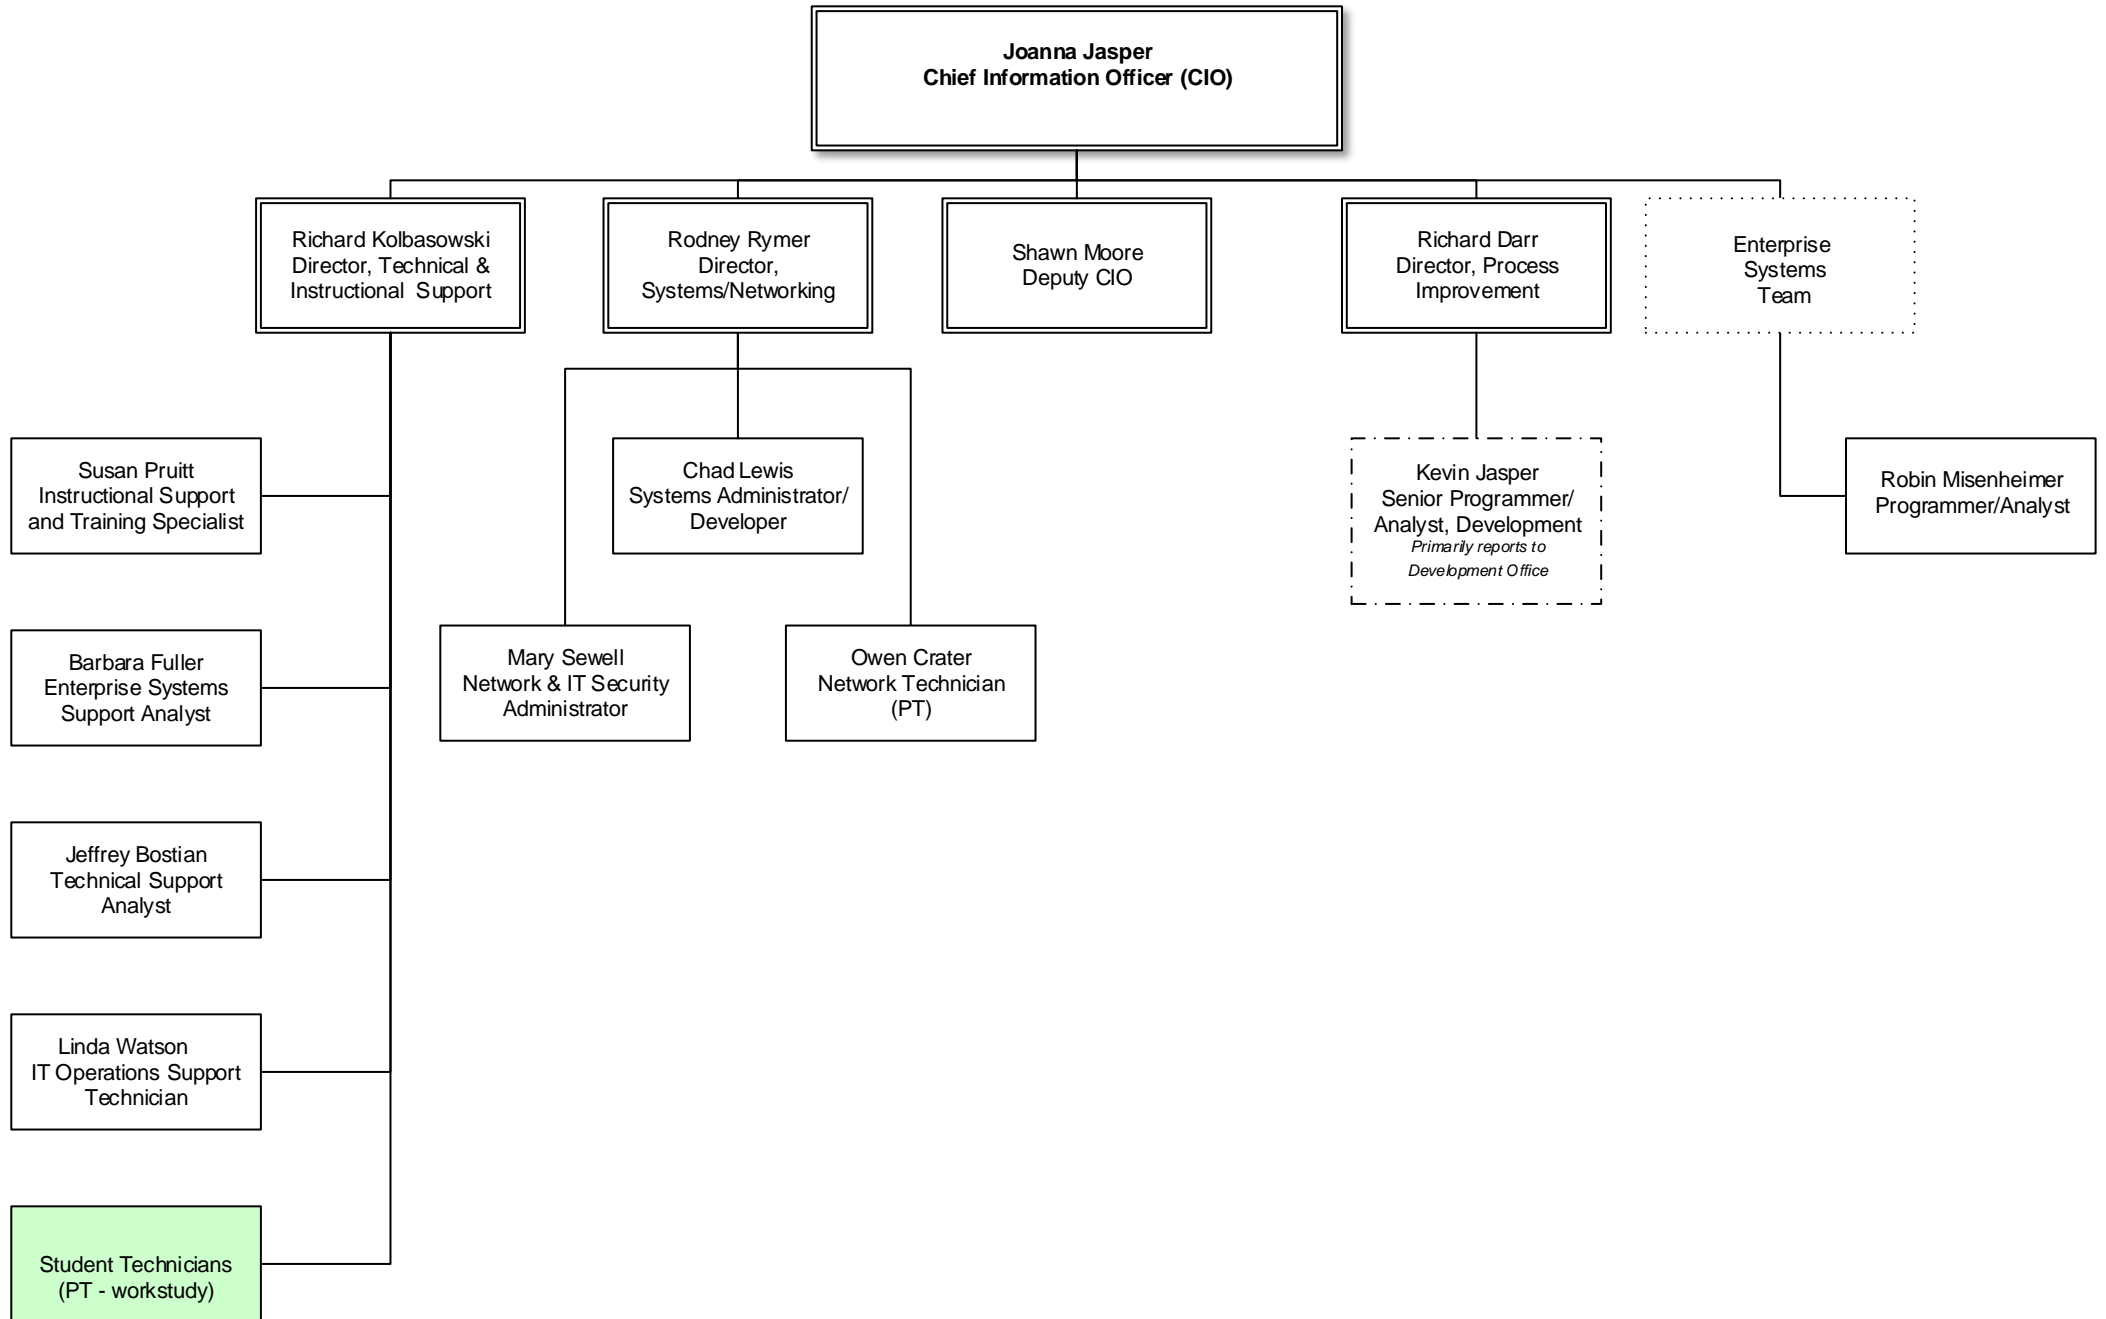 Joanna Jasper
Chief Information Officer (CIO)
Richard Kolbasowski
Director, Technical &
Instructional Support
Rodney Rymer
Director,
Systems/Networking
Shawn Moore
Deputy CIO
Richard Darr
Director, Process
Improvement
Enterprise
Systems
Team
Susan Pruitt
Instructional Support
and Training Specialist
Chad Lewis
Systems Administrator/
Developer
Kevin Jasper
Senior Programmer/
Analyst, Development
Primarily reports to
Development Office
Robin Misenheimer
Programmer/Analyst
Barbara Fuller
Enterprise Systems
Support Analyst
Mary Sewell
Network & IT Security
Administrator
Owen Crater
Network Technician
(PT)
Jeffrey Bostian
Technical Support
Analyst
Linda Watson
IT Operations Support
Technician
Student Technicians
(PT - workstudy)